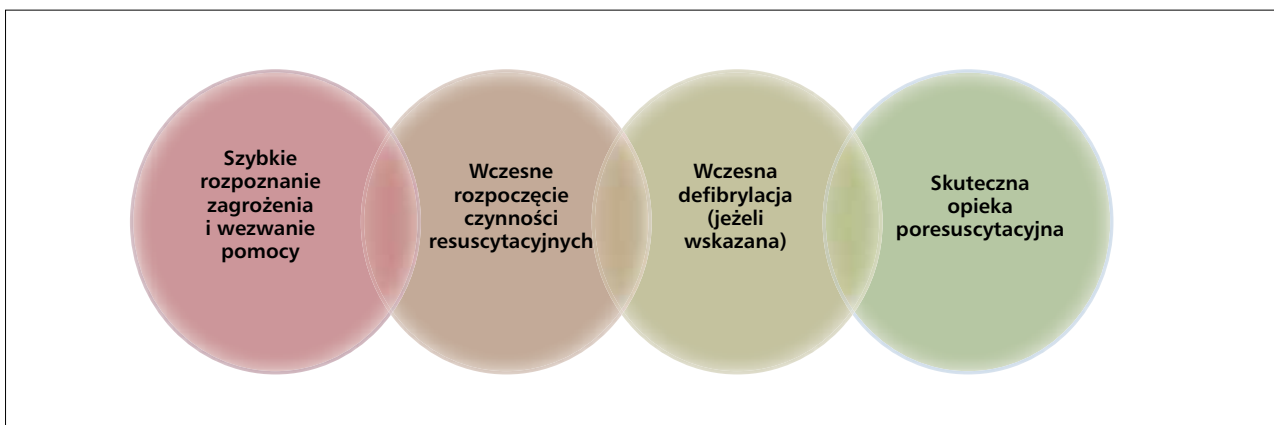 Szybkie
rozpoznanie
zagrożenia
i wezwanie
pomocy
Wczesne
rozpoczęcie
czynności
resuscytacyjnych
Wczesna
defibrylacja
(jeżeli
wskazana)
Skuteczna
opieka
poresuscytacyjna